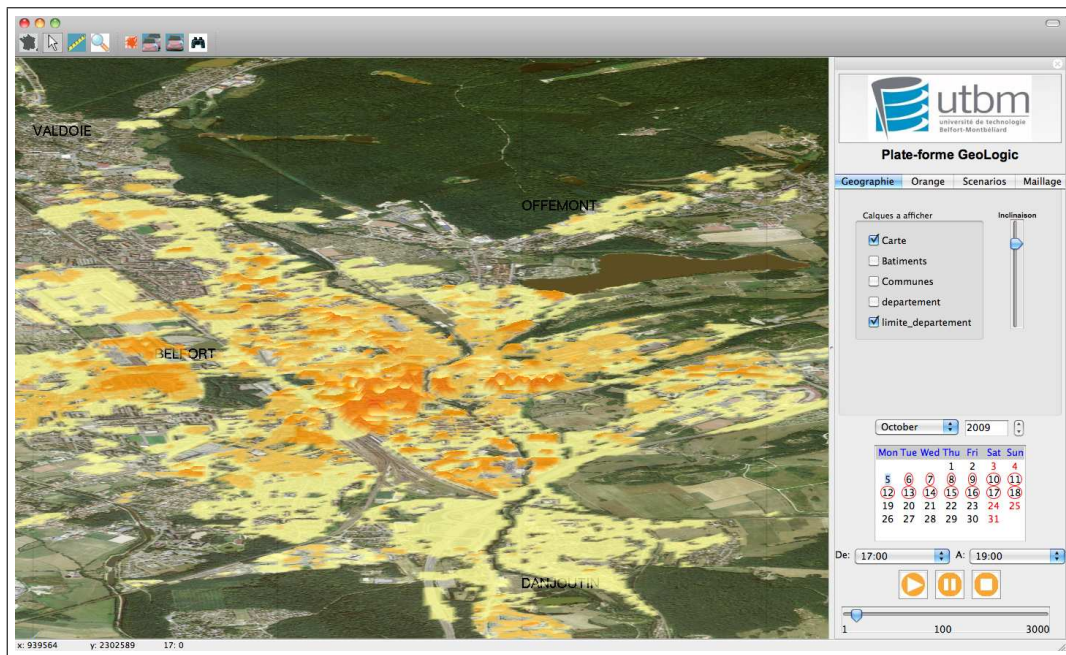 VALDOIE
OFFEMONT
BELFORT
DANJOUTIN
utbm
université de technologie
Belfort-Montbéliard
Plate-forme GeoLogic
Geographie Orange Scenarios Maillage
Calques a afficher
Inclinaison
Carte
Batiments
Communes
departement
limite_departement
October 2009
Mon Tue Wed Thu Fri Sat Sun
1 2 3 4
5 6 7 8 9 10 11
12 13 14 15 16 17 18
19 20 21 22 23 24 25
26 27 28 29 30 31
De: 17:00 A: 19:00
1 100 3000
x: 939564 y: 2302589 17: 0